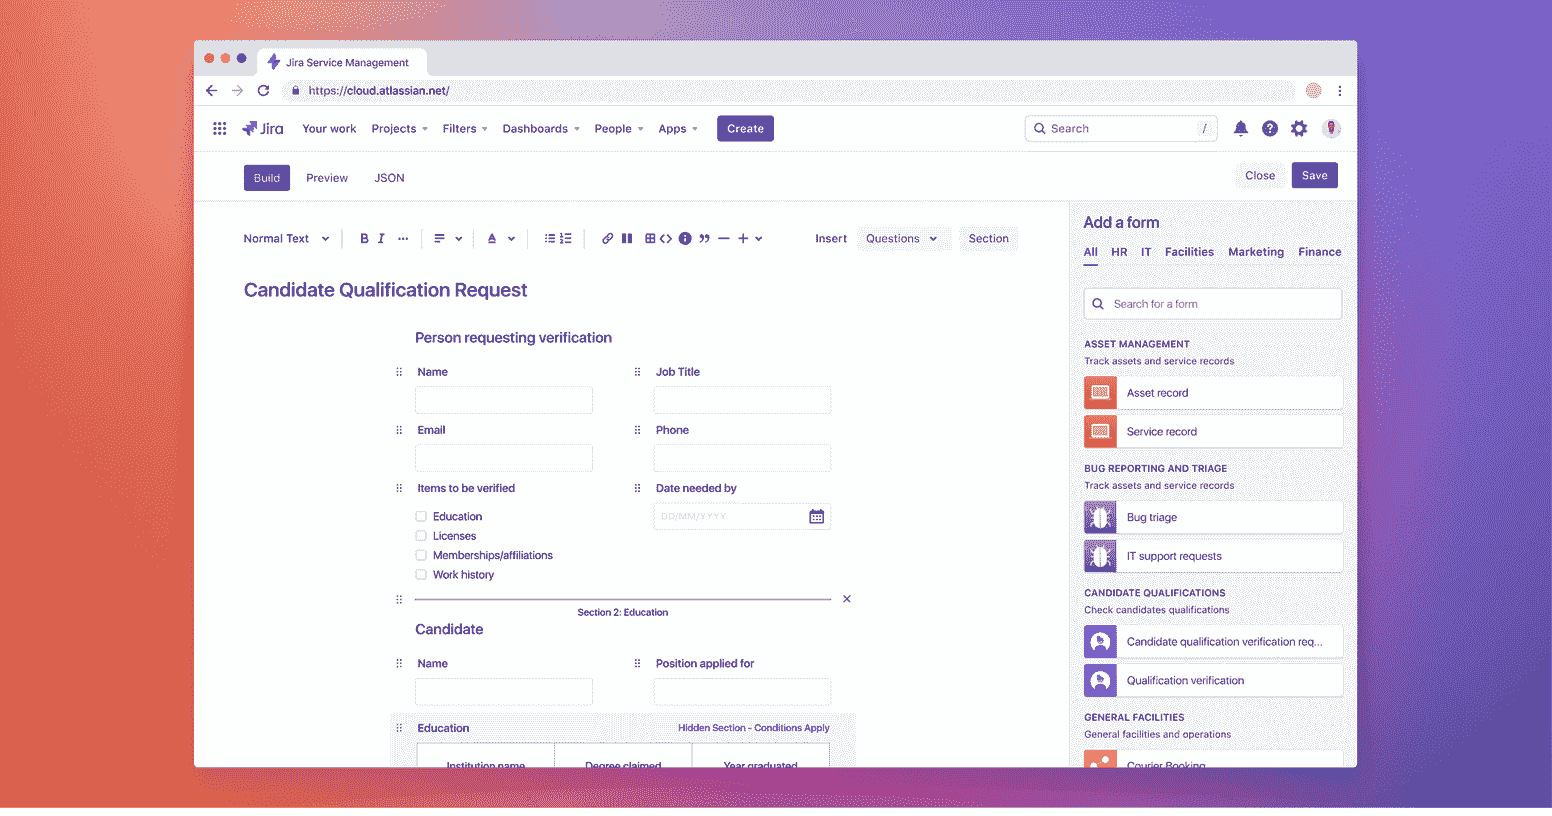 Jira Service Management
https://cloud.atlassian.net/
Jira Your work Projects Filters Dashboards People Apps Create Search /
Build Preview JSON Close Save
Normal Text B I ... Insert Questions Section
Candidate Qualification Request
Person requesting verification
Name Job Title
Email Phone
Items to be verified Date needed by
Education DD/MM/YYYY
Licenses
Memberships/affiliations
Work history
Section 2: Education
Candidate
Name Position applied for
Education Hidden Section - Conditions Apply
Institution name Degree claimed Year graduated
Add a form
All HR IT Facilities Marketing Finance
Search for a form
ASSET MANAGEMENT
Track assets and service records
Asset record
Service record
BUG REPORTING AND TRIAGE
Track assets and service records
Bug triage
IT support requests
CANDIDATE QUALIFICATIONS
Check candidates qualifications
Candidate qualification verification req...
Qualification verification
GENERAL FACILITIES
General facilities and operations
Courier Booking